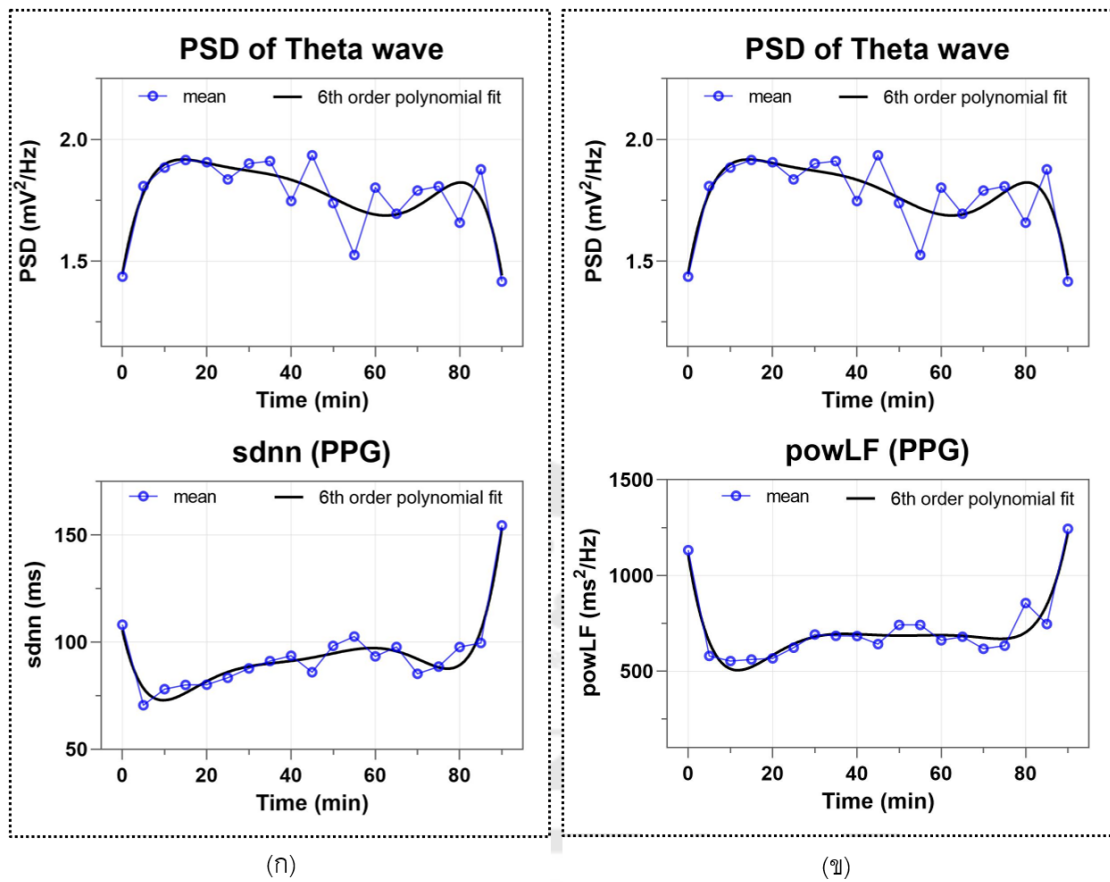 PSD of Theta wave
mean
6th order polynomial fit
2.0
1.5
PSD (mV²/Hz)
0 20 40 60 80
Time (min)
sdnn (PPG)
mean
6th order polynomial fit
150
100
50
sdnn (ms)
0 20 40 60 80
Time (min)
(ก)
PSD of Theta wave
mean
6th order polynomial fit
2.0
1.5
PSD (mV²/Hz)
0 20 40 60 80
Time (min)
powLF (PPG)
mean
6th order polynomial fit
1500
1000
500
powLF (ms²/Hz)
0 20 40 60 80
Time (min)
(ข)